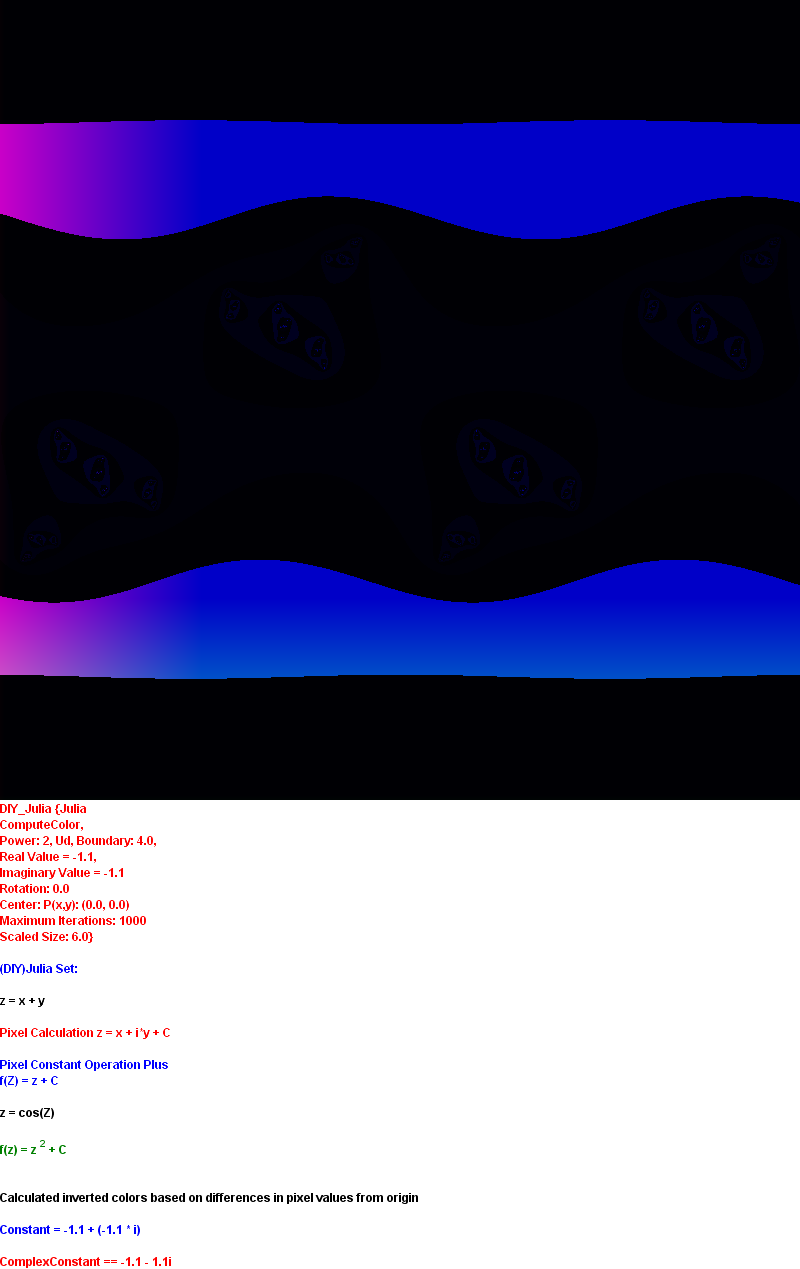 DIY_Julia {Julia
ComputeColor,
Power: 2, Ud, Boundary: 4.0,
Real Value = -1.1,
Imaginary Value = -1.1
Rotation: 0.0
Center: P(x,y): (0.0, 0.0)
Maximum Iterations: 1000
Scaled Size: 6.0}
(DIY)Julia Set:
z = x + y
Pixel Calculation z = x + i*y + C
Pixel Constant Operation Plus
f(Z) = z + C
z = cos(Z)
f(z) = z ² + C
Calculated inverted colors based on differences in pixel values from origin
Constant = -1.1 + (-1.1 * i)
ComplexConstant == -1.1 - 1.1i